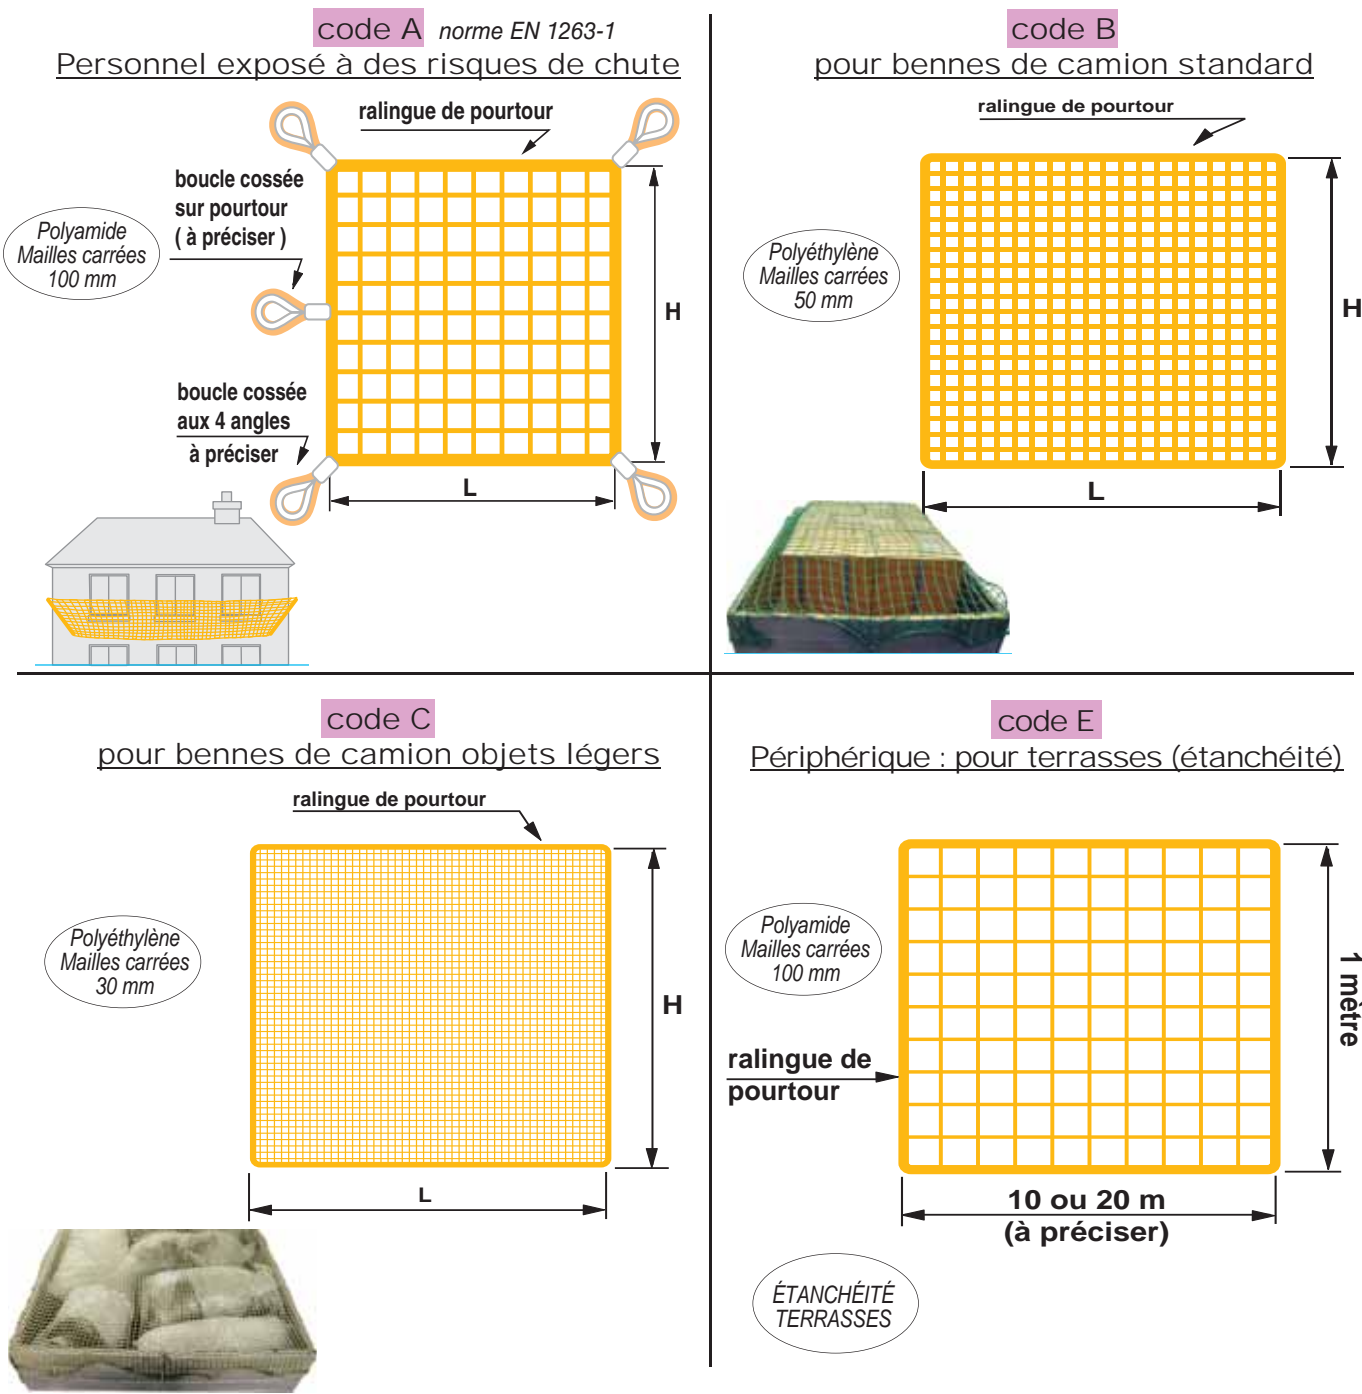 code A norme EN 1263-1
Personnel exposé à des risques de chute
ralingue de pourtour
boucle cossée
sur pourtour
( à préciser )
Polyamide
Mailles carrées
100 mm
H
boucle cossée
aux 4 angles
à préciser
L
code B
pour bennes de camion standard
ralingue de pourtour
Polyéthylène
Mailles carrées
50 mm
H
L
code C
pour bennes de camion objets légers
ralingue de pourtour
Polyéthylène
Mailles carrées
30 mm
H
L
code E
Périphérique : pour terrasses (étanchéité)
Polyamide
Mailles carrées
100 mm
1 mètre
ralingue de
pourtour
10 ou 20 m
(à préciser)
ÉTANCHÉITÉ
TERRASSES